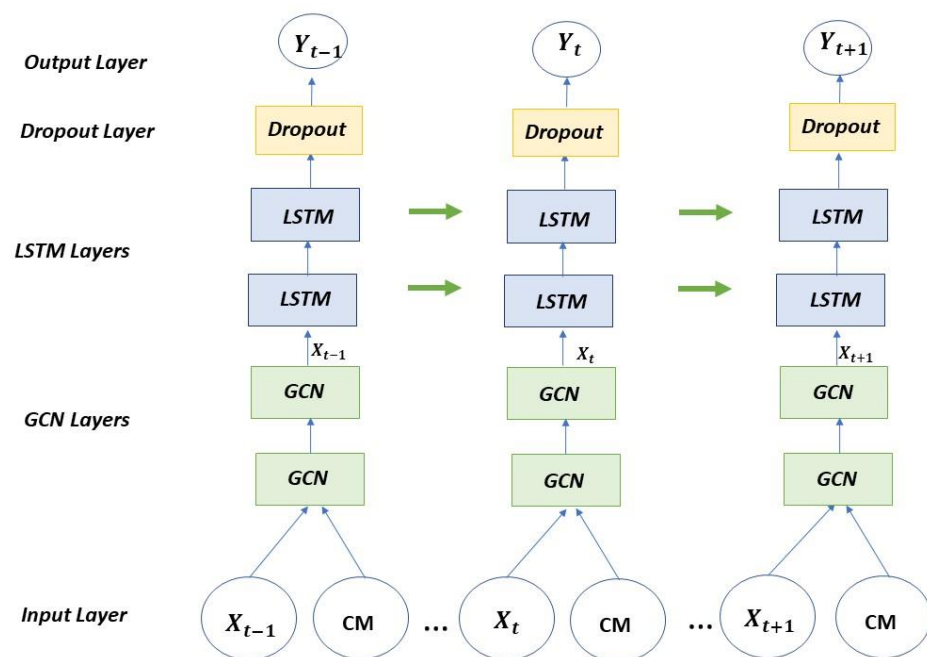 Output Layer Y_{t-1} Y_t Y_{t+1}
Dropout Layer Dropout Dropout Dropout
LSTM LSTM LSTM
LSTM Layers
LSTM LSTM LSTM
X_{t-1} X_t X_{t+1}
GCN GCN GCN
GCN Layers
GCN GCN GCN
Input Layer X_{t-1} CM ... X_t CM ... X_{t+1} CM